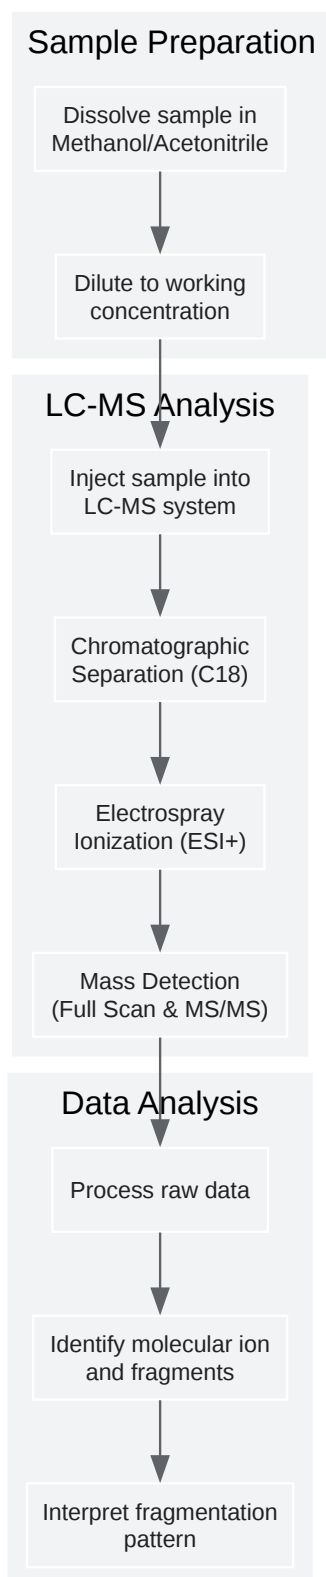 Sample Preparation
Dissolve sample in
Methanol/Acetonitrile
Dilute to working
concentration
LC-MS Analysis
Inject sample into
LC-MS system
Chromatographic
Separation (C18)
Electrospray
Ionization (ESI+)
Mass Detection
(Full Scan & MS/MS)
Data Analysis
Process raw data
Identify molecular ion
and fragments
Interpret fragmentation
pattern